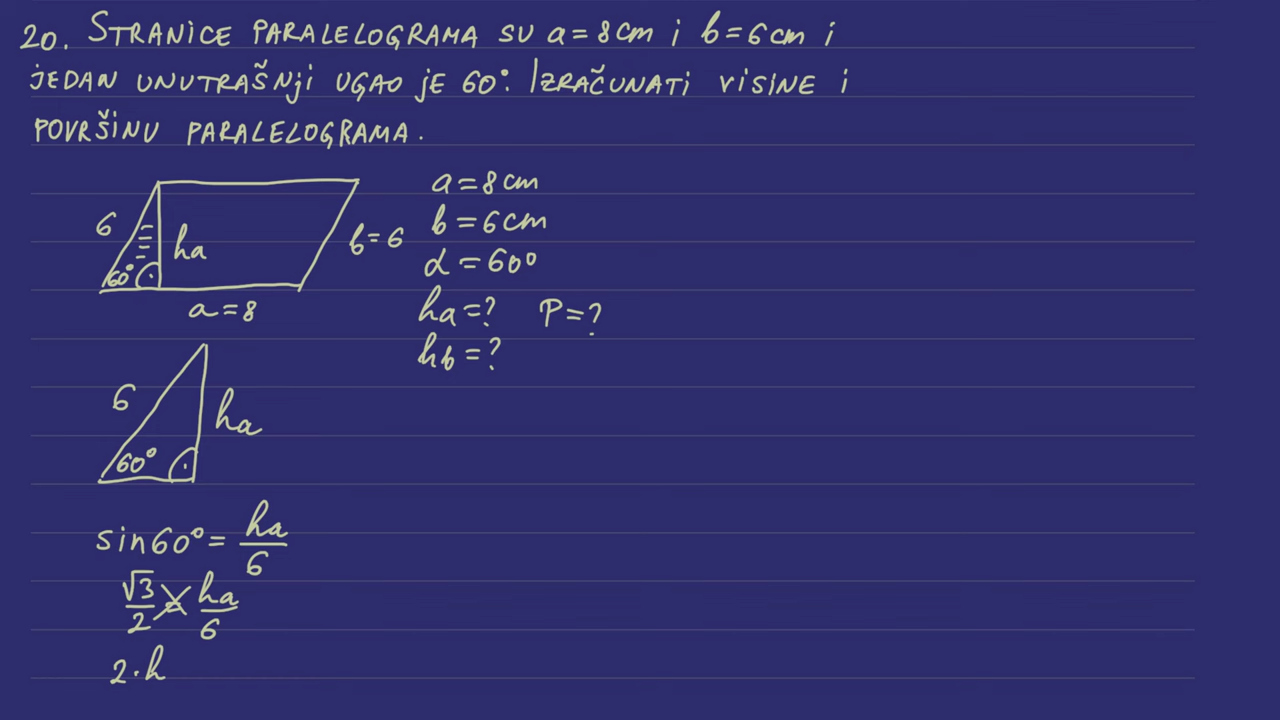 20. STRANICE PARALELOGRAMA SU a=8cm i b=6cm i
JEDAN UNUTRAŠNJI UGAO JE 60°. IZRAČUNATI VISINE I
POVRŠINU PARALELOGRAMA.
6
60°
ha
b=6
a=8
a=8cm
b=6cm
α=60°
ha=? P=?
hb=?
6
ha
60°
sin60°= ha/6
√3/2 = ha/6
2·h